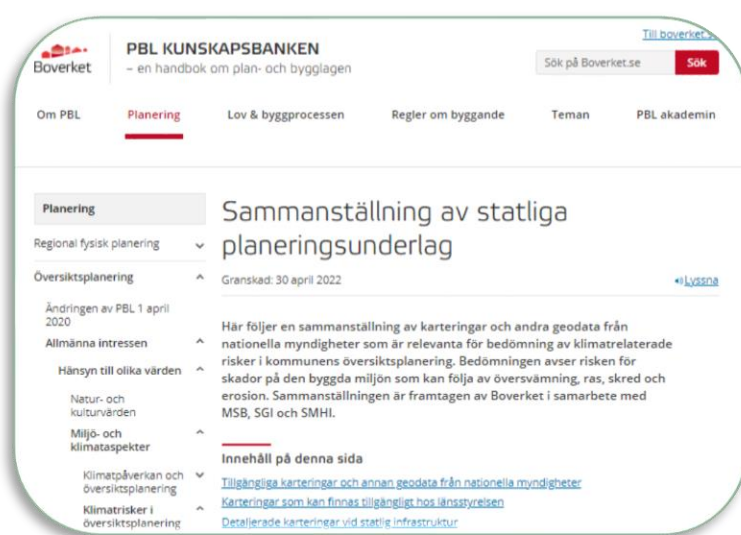 Till boverket.se
Boverket
PBL KUNSKAPSBANKEN
– en handbok om plan- och bygglagen
Sök på Boverket.se
Sök
Om PBL
Planering
Lov & byggprocessen
Regler om byggande
Teman
PBL akademin
Planering
Regional fysisk planering
Översiktsplanering
Ändringen av PBL 1 april
2020
Allmänna intressen
Hänsyn till olika värden
Natur- och
kulturvärden
Miljö- och
klimataspekter
Klimatpåverkan och
översiktsplanering
Klimatrisker i
översiktsplanering
Sammanställning av statliga
planeringsunderlag
Granskad: 30 april 2022
Lyssna
Här följer en sammanställning av karteringar och andra geodata från
nationella myndigheter som är relevanta för bedömning av klimatrelaterade
risker i kommunens översiktsplanering. Bedömningen avser risken för
skador på den byggda miljön som kan följa av översvämning, ras, skred och
erosion. Sammanställningen är framtagen av Boverket i samarbete med
MSB, SGI och SMHI.
Innehåll på denna sida
Tillgängliga karteringar och annan geodata från nationella myndigheter
Karteringar som kan finnas tillgängligt hos länsstyrelsen
Detaljerade karteringar vid statlig infrastruktur